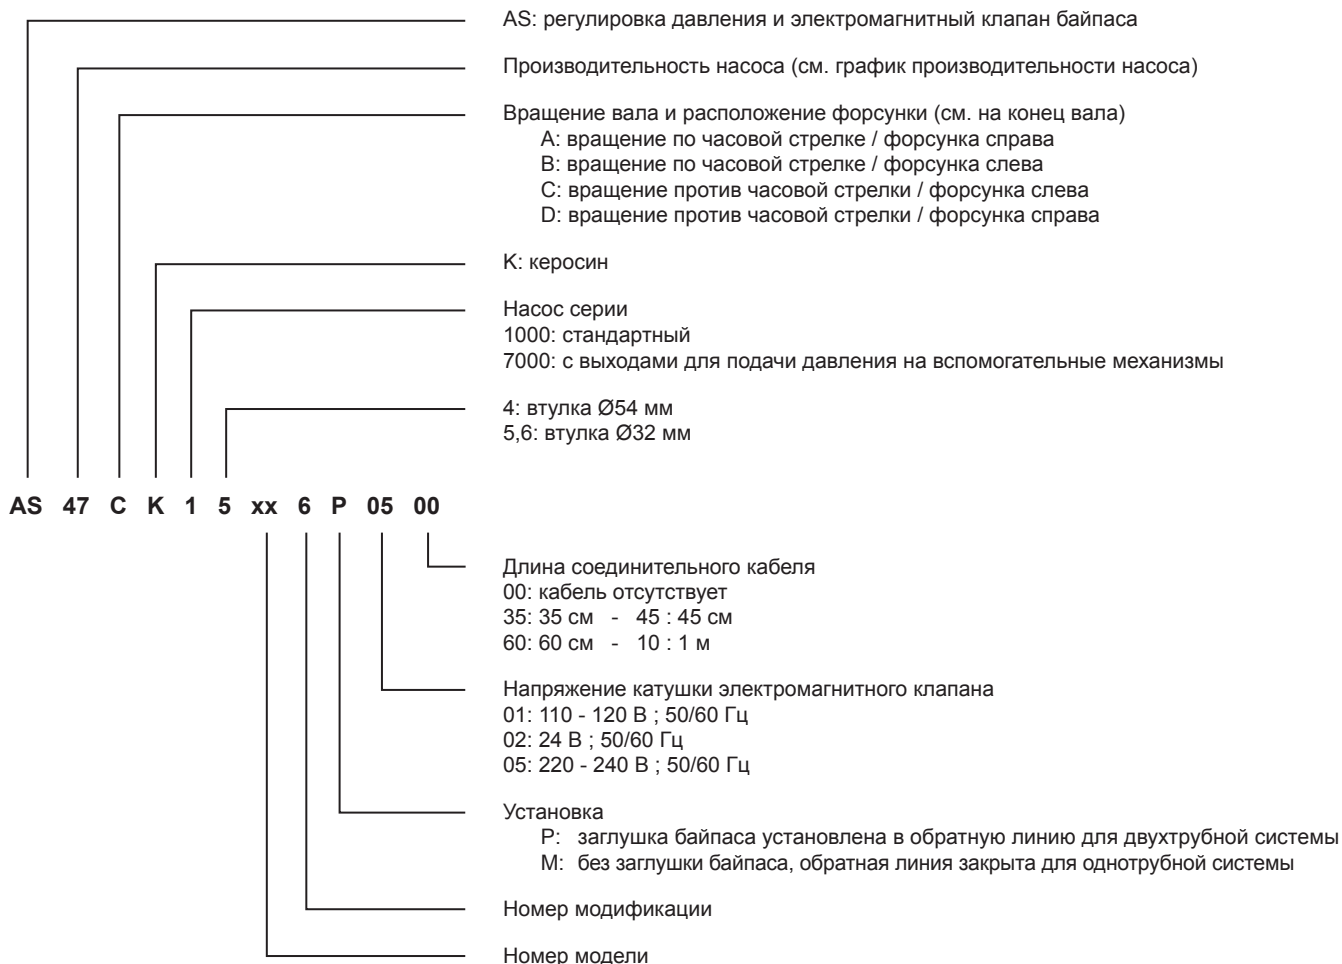 AS: регулировка давления и электромагнитный клапан байпаса
Производительность насоса (см. график производительности насоса)
Вращение вала и расположение форсунки (см. на конец вала)
A: вращение по часовой стрелке / форсунка справа
B: вращение по часовой стрелке / форсунка слева
C: вращение против часовой стрелки / форсунка слева
D: вращение против часовой стрелки / форсунка справа
K: керосин
Насос серии
1000: стандартный
7000: с выходами для подачи давления на вспомогательные механизмы
4: втулка Ø54 мм
5,6: втулка Ø32 мм
AS 47 C K 1 5 xx 6 P 05 00
Длина соединительного кабеля
00: кабель отсутствует
35: 35 см - 45 : 45 см
60: 60 см - 10 : 1 м
Напряжение катушки электромагнитного клапана
01: 110 - 120 В ; 50/60 Гц
02: 24 В ; 50/60 Гц
05: 220 - 240 В ; 50/60 Гц
Установка
P: заглушка байпаса установлена в обратную линию для двухтрубной системы
M: без заглушки байпаса, обратная линия закрыта для однотрубной системы
Номер модификации
Номер модели